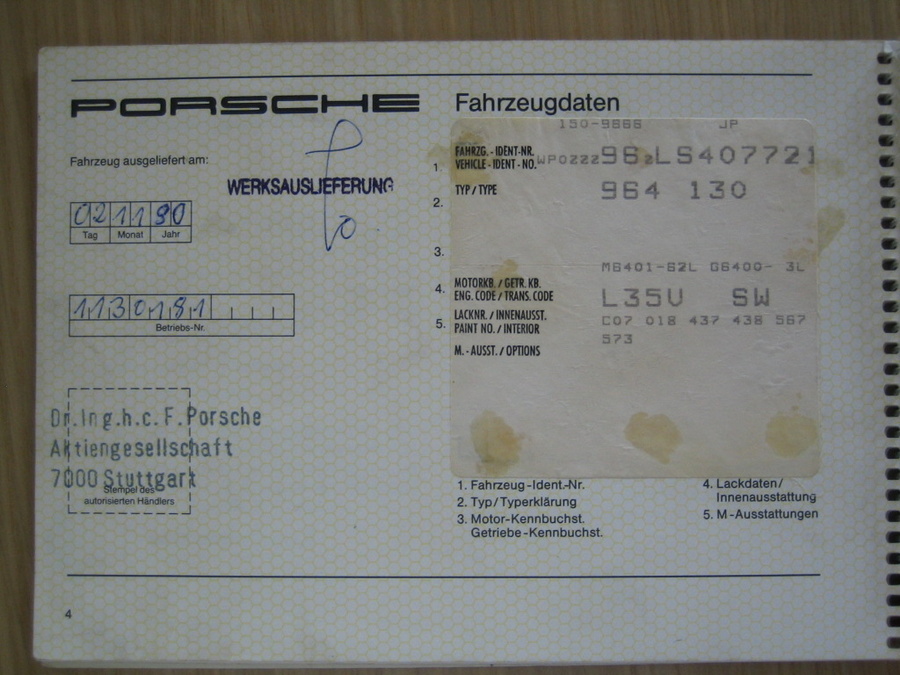 PORSCHE
Fahrzeug ausgeliefert am:
WERKSAUSLIEFERUNG
02 11 90
Tag Monat Jahr
1130181
Betriebs-Nr.
Dr.Ing.h.c.F.Porsche
Aktiengesellschaft
7000 Stuttgart
Stempel des
autorisierten Händlers
4
Fahrzeugdaten
150-9888 JP
1.
FAHRZG.-IDENT-NR.
VEHICLE-IDENT-NO. WP0ZZZ96ZLS407721
TYP/TYPE 964 130
2.
3.
M6401-62L G6400- 3L
4.
MOTORKB./GETR.KB.
ENG.CODE/TRANS.CODE L35U SW
LACKNR./INNENAUSST.
5.
PAINT NO./INTERIOR C07 018 437 438 567
573
M.-AUSST./OPTIONS
1. Fahrzeug-Ident.-Nr.
2. Typ/Typerklärung
3. Motor-Kennbuchst.
Getriebe-Kennbuchst.
4. Lackdaten/
Innenausstattung
5. M-Ausstattungen